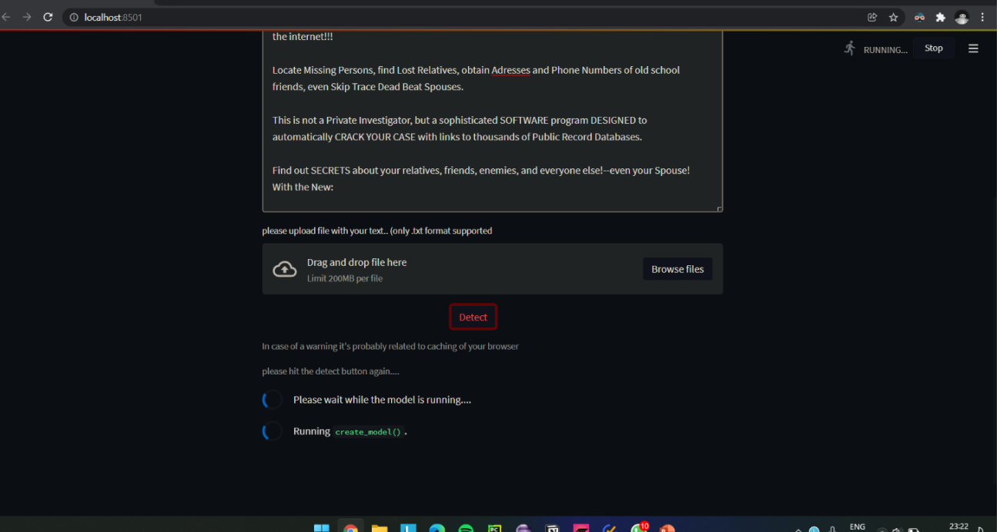 localhost:8501
the internet!!!
RUNNING...
Stop
Locate Missing Persons, find Lost Relatives, obtain Adresses and Phone Numbers of old school
friends, even Skip Trace Dead Beat Spouses.
This is not a Private Investigator, but a sophisticated SOFTWARE program DESIGNED to
automatically CRACK YOUR CASE with links to thousands of Public Record Databases.
Find out SECRETS about your relatives, friends, enemies, and everyone else!--even your Spouse!
With the New:
please upload file with your text.. (only .txt format supported
Drag and drop file here
Limit 200MB per file
Browse files
Detect
In case of a warning it's probably related to caching of your browser
please hit the detect button again....
Please wait while the model is running....
Running create_model().
PC
10
ENG
23:22